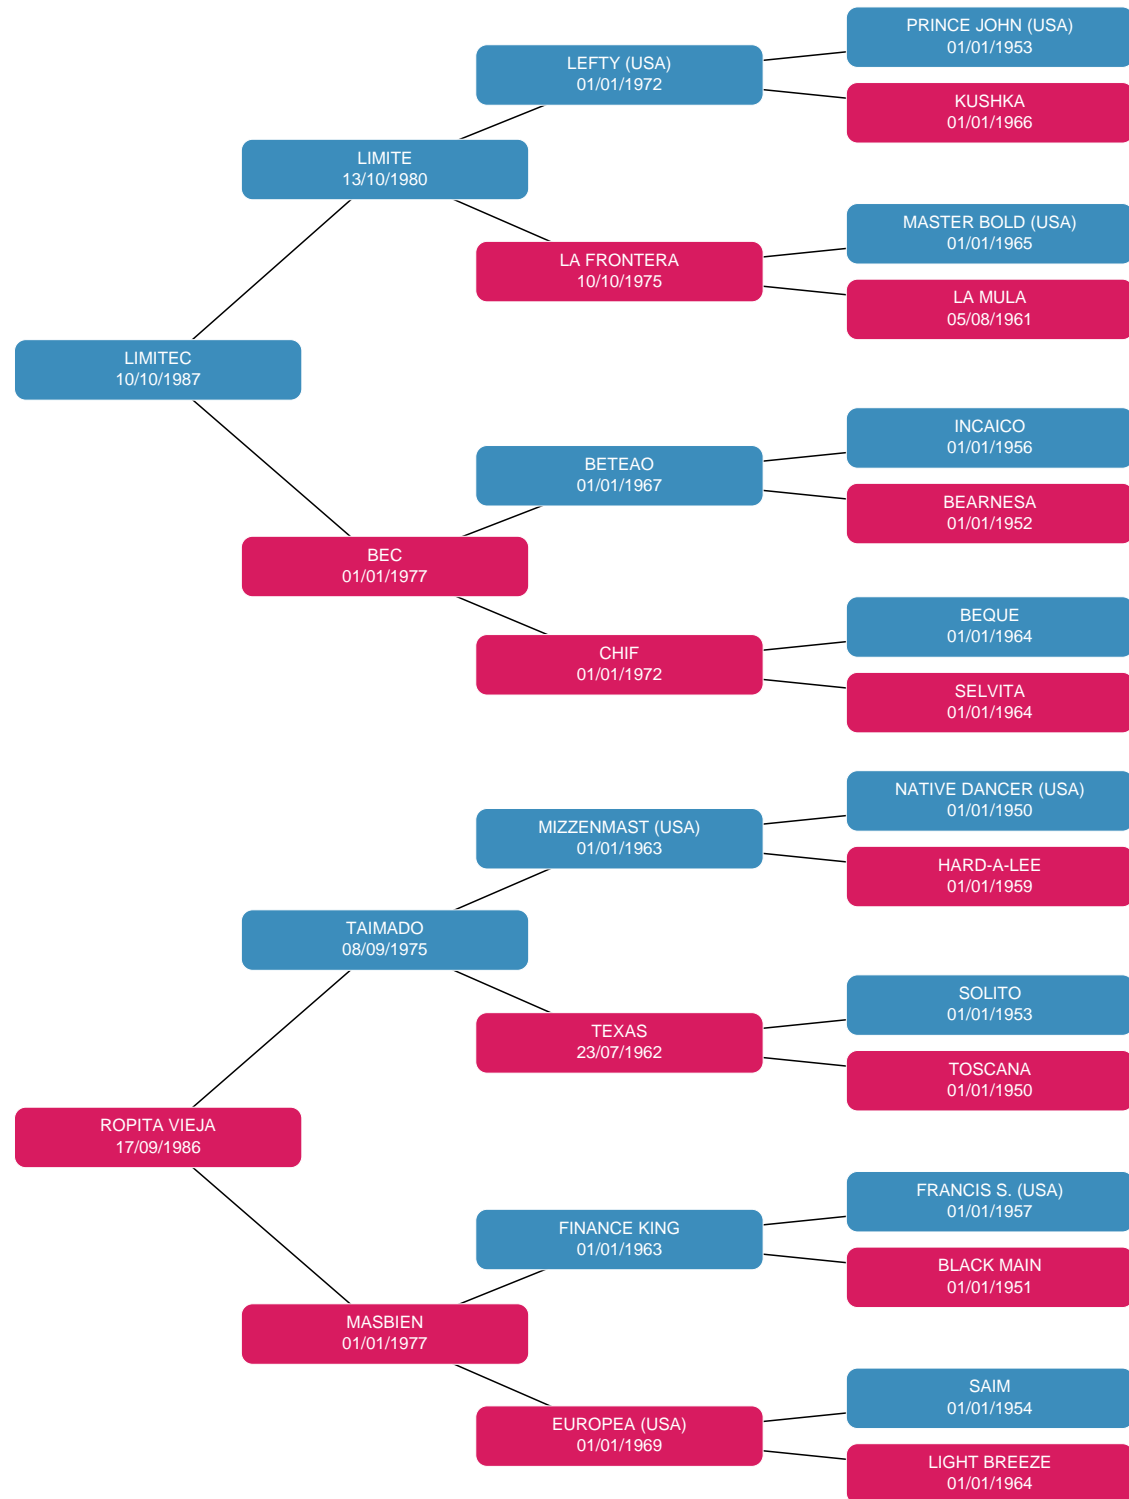 PRINCE JOHN (USA)
01/01/1953
LEFTY (USA)
01/01/1972
KUSHKA
01/01/1966
LIMITE
13/10/1980
MASTER BOLD (USA)
01/01/1965
LA FRONTERA
10/10/1975
LA MULA
05/08/1961
LIMITEC
10/10/1987
INCAICO
01/01/1956
BETEAO
01/01/1967
BEARNESA
01/01/1952
BEC
01/01/1977
BEQUE
01/01/1964
CHIF
01/01/1972
SELVITA
01/01/1964
NATIVE DANCER (USA)
01/01/1950
MIZZENMAST (USA)
01/01/1963
HARD-A-LEE
01/01/1959
TAIMADO
08/09/1975
SOLITO
01/01/1953
TEXAS
23/07/1962
TOSCANA
01/01/1950
ROPITA VIEJA
17/09/1986
FRANCIS S. (USA)
01/01/1957
FINANCE KING
01/01/1963
BLACK MAIN
01/01/1951
MASBIEN
01/01/1977
SAIM
01/01/1954
EUROPEA (USA)
01/01/1969
LIGHT BREEZE
01/01/1964